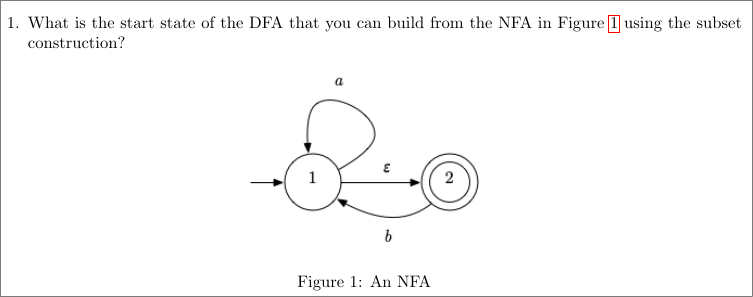 1. What is the start state of the DFA that you can build from the NFA in Figure 1 using the subset
construction?
a
1
ε
2
b
Figure 1: An NFA